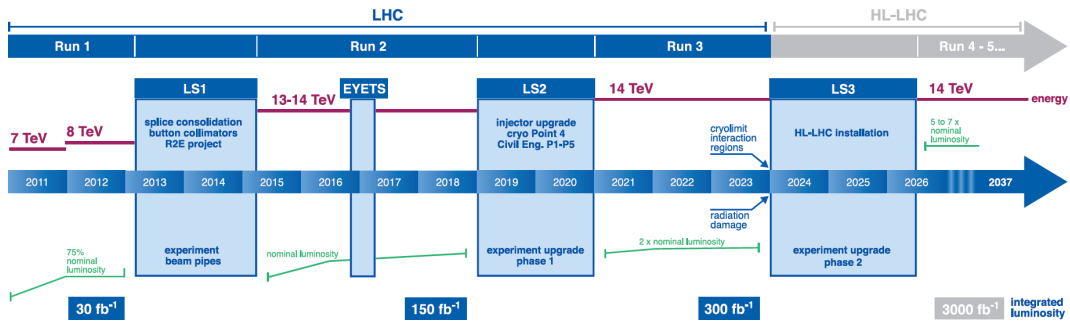 LHC
HL-LHC
Run 1
Run 2
Run 3
Run 4 - 5...
LS1
EYETS
LS2
LS3
13-14 TeV
14 TeV
14 TeV
energy
splice consolidation
button collimators
R2E project
injector upgrade
cryo Point 4
Civil Eng. P1-P5
HL-LHC installation
5 to 7 x
nominal
luminosity
7 TeV
8 TeV
cryolimit
interaction
regions
2011
2012
2013
2014
2015
2016
2017
2018
2019
2020
2021
2022
2023
2024
2025
2026
2037
radiation
damage
75%
nominal
luminosity
experiment
beam pipes
nominal luminosity
experiment upgrade
phase 1
2 x nominal luminosity
experiment upgrade
phase 2
30 fb⁻¹
150 fb⁻¹
300 fb⁻¹
3000 fb⁻¹
integrated
luminosity